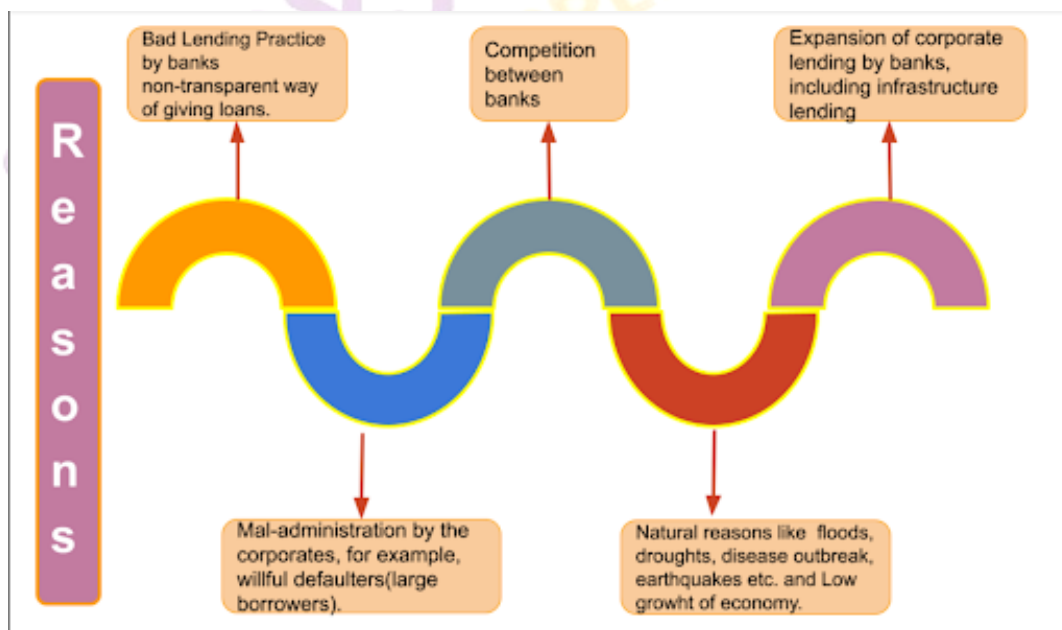 Reasons
Bad Lending Practice
by banks
non-transparent way
of giving loans.
Competition
between
banks
Expansion of corporate
lending by banks,
including infrastructure
lending
Mal-administration by the
corporates, for example,
willful defaulters(large
borrowers).
Natural reasons like floods,
droughts, disease outbreak,
earthquakes etc. and Low
growht of economy.